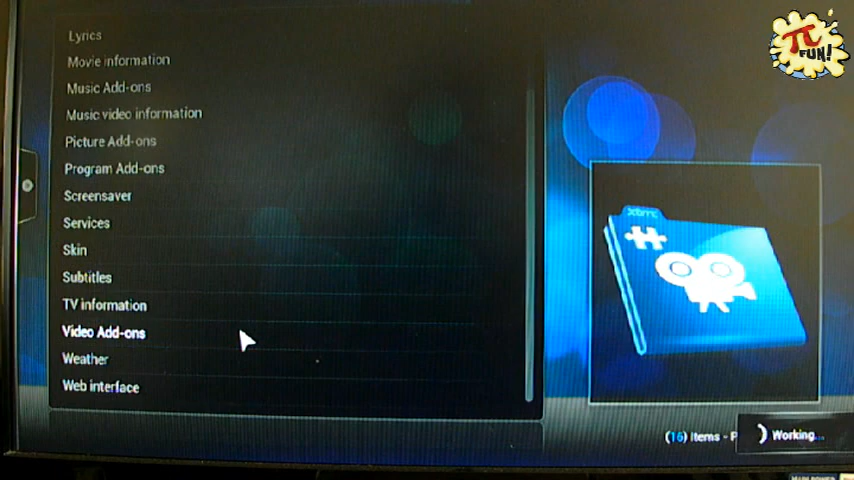 πFUN!
Lyrics
Movie information
Music Add-ons
Music video information
Picture Add-ons
Program Add-ons
Screensaver
Services
Skin
xbmc
Subtitles
TV information
Video Add-ons
Weather
Web interface
(16) Items - P
Working...